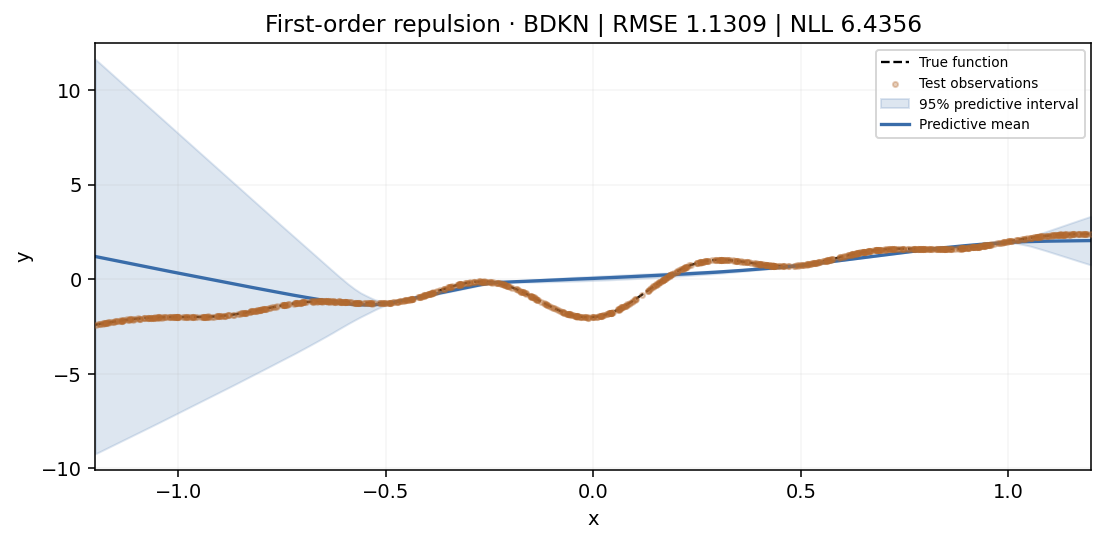 First-order repulsion · BDKN | RMSE 1.1309 | NLL 6.4356
True function
Test observations
95% predictive interval
Predictive mean
y
10
5
0
−5
−10
−1.0 −0.5 0.0 0.5 1.0
x